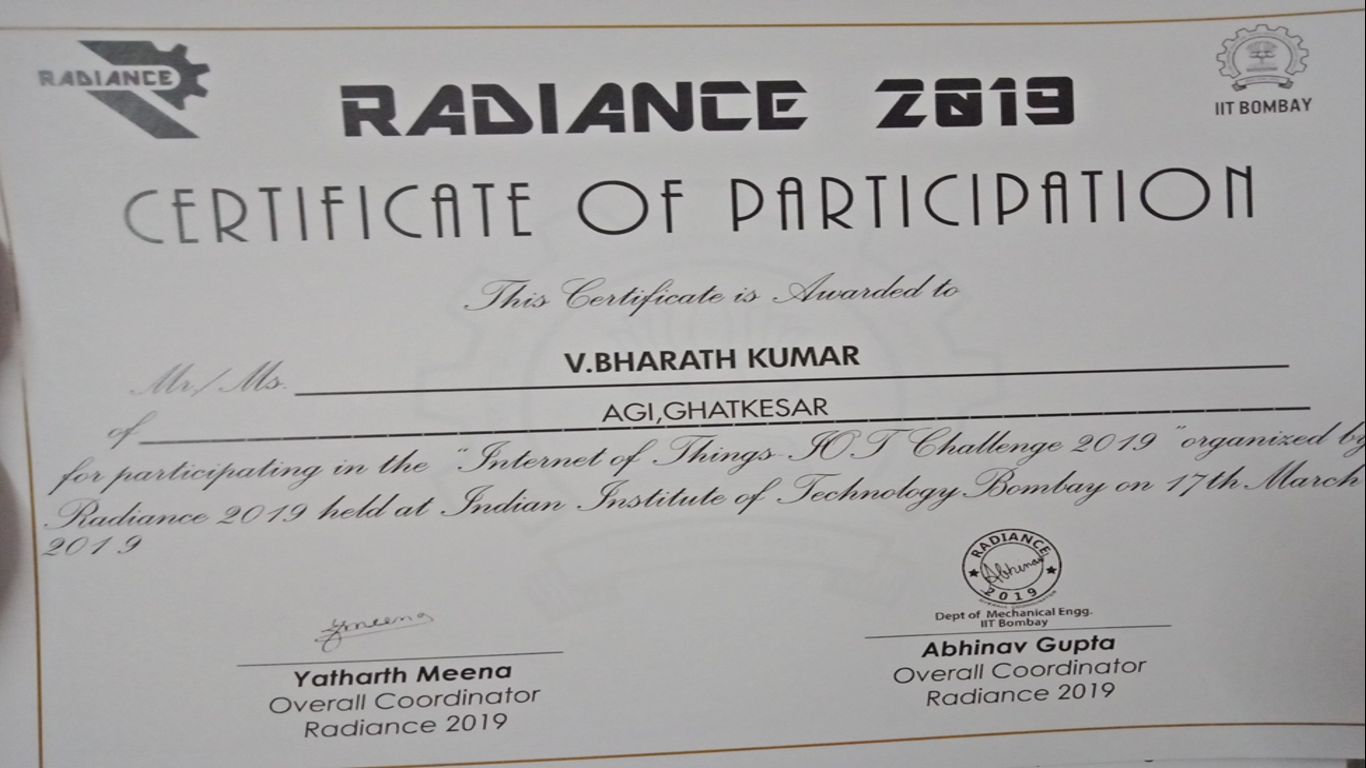 RADIANCE
RADIANCE 2019
IIT BOMBAY
CERTIFICATE OF PARTICIPATION
This Certificate is Awarded to
Mr/Ms. V.BHARATH KUMAR
of AGI,GHATKESAR
for participating in the "Internet of Things-IOT Challenge 2019 "organized by
Radiance 2019 held at Indian Institute of Technology Bombay on 17th March
2019
RADIANCE
Abhinav
2019
Dept of Mechanical Engg.
IIT Bombay
Ymeena
Yatharth Meena
Overall Coordinator
Radiance 2019
Abhinav Gupta
Overall Coordinator
Radiance 2019